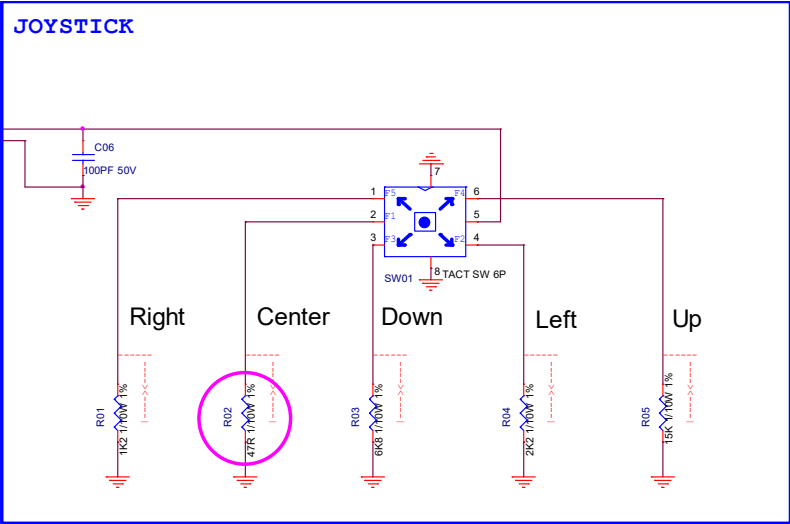 JOYSTICK
C06
100PF 50V
7
1 F5 F4 6
2 F1 5
3 F3 F2 4
SW01 8 TACT SW 6P
Right Center Down Left Up
R01 1K2 1/10W 1%
R02 47R 1/10W 1%
R03 6K8 1/10W 1%
R04 2K2 1/10W 1%
R05 15K 1/10W 1%